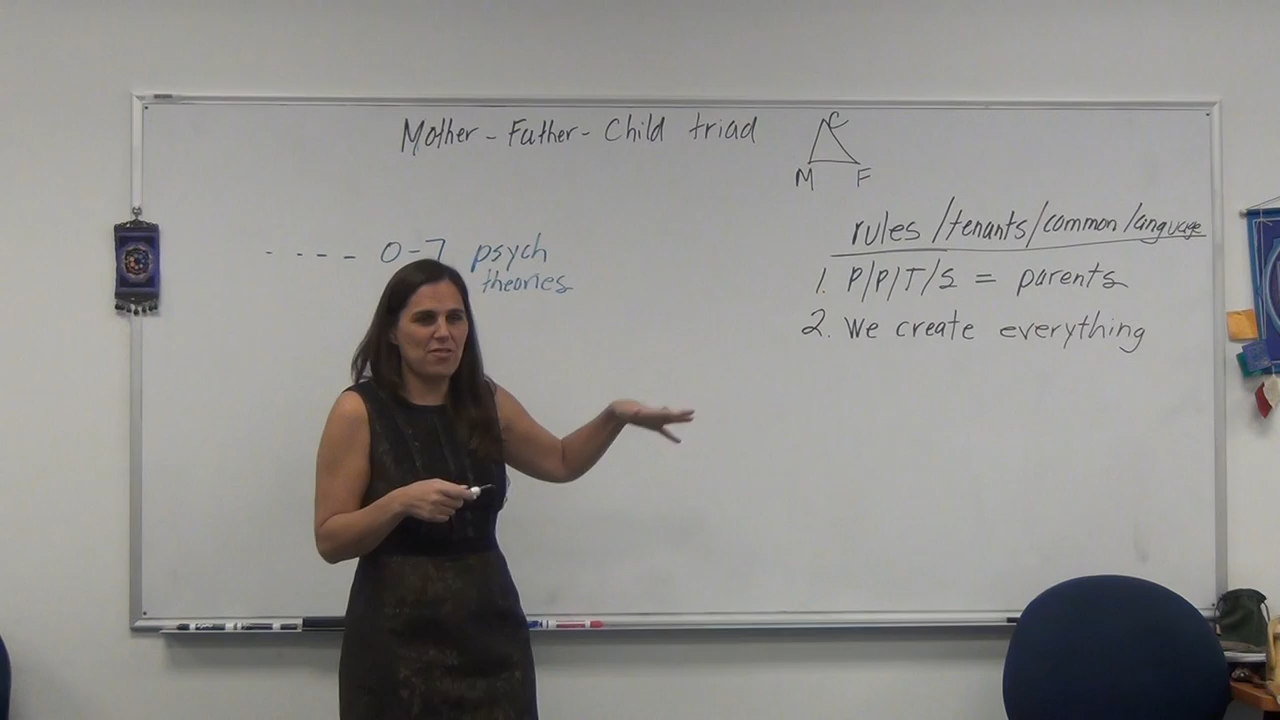 Mother - Father - Child triad
C
M F
rules/tenants/common/language
---- 0-7 psych
theories
1. P/P/T/S = parents
2. We create everything